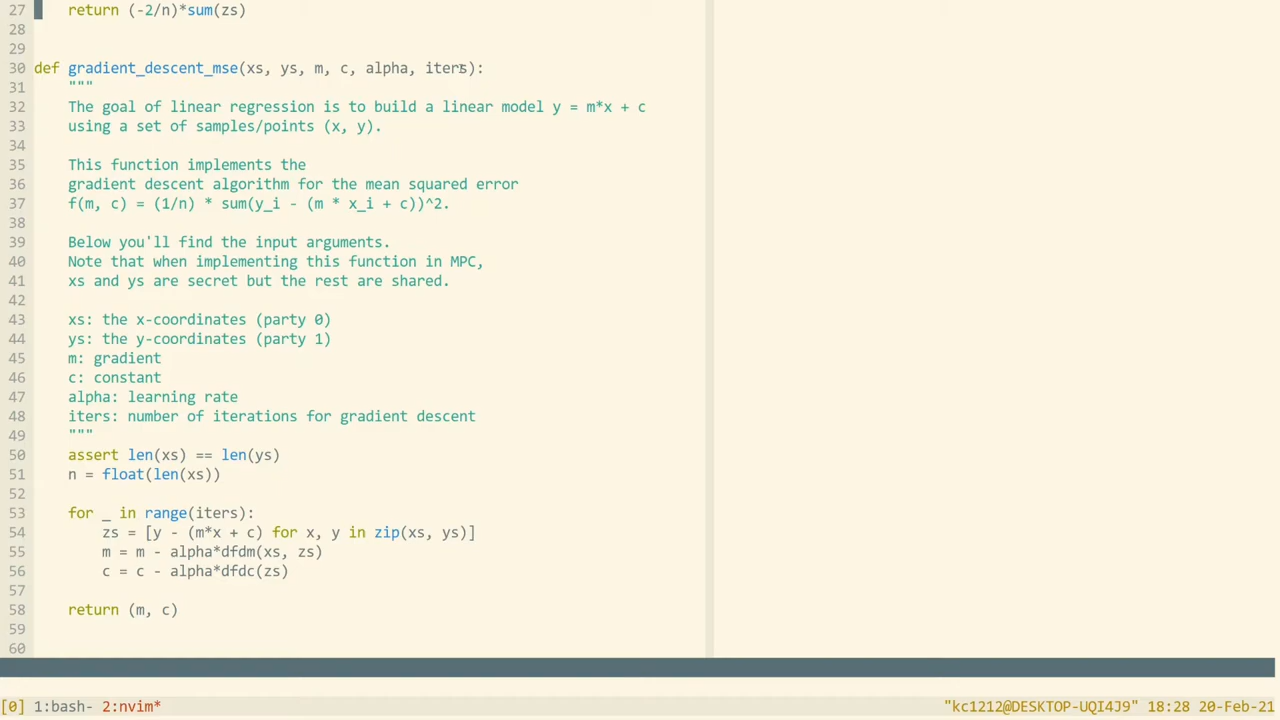 27 return (-2/n)*sum(zs)
28
29
30 def gradient_descent_mse(xs, ys, m, c, alpha, iters):
31 """
32 The goal of linear regression is to build a linear model y = m*x + c
33 using a set of samples/points (x, y).
34
35 This function implements the
36 gradient descent algorithm for the mean squared error
37 f(m, c) = (1/n) * sum(y_i - (m * x_i + c))^2.
38
39 Below you'll find the input arguments.
40 Note that when implementing this function in MPC,
41 xs and ys are secret but the rest are shared.
42
43 xs: the x-coordinates (party 0)
44 ys: the y-coordinates (party 1)
45 m: gradient
46 c: constant
47 alpha: learning rate
48 iters: number of iterations for gradient descent
49 """
50 assert len(xs) == len(ys)
51 n = float(len(xs))
52
53 for _ in range(iters):
54 zs = [y - (m*x + c) for x, y in zip(xs, ys)]
55 m = m - alpha*dfdm(xs, zs)
56 c = c - alpha*dfdc(zs)
57
58 return (m, c)
59
60
[0] 1:bash- 2:nvim* "kc1212@DESKTOP-UQI4J9" 18:28 20-Feb-21